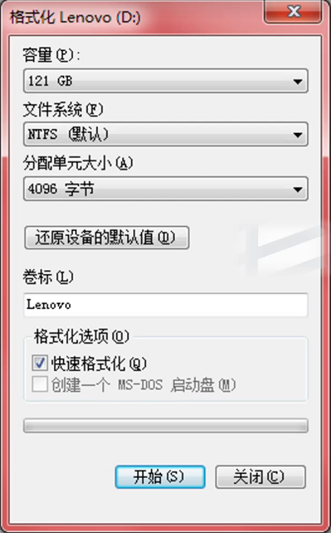 格式化 Lenovo (D:)
容量(P):
121 GB
文件系统(F)
NTFS (默认)
分配单元大小(A)
4096 字节
还原设备的默认值(D)
卷标(L)
Lenovo
格式化选项(O)
快速格式化(Q)
创建一个 MS-DOS 启动盘(M)
开始(S)
关闭(C)